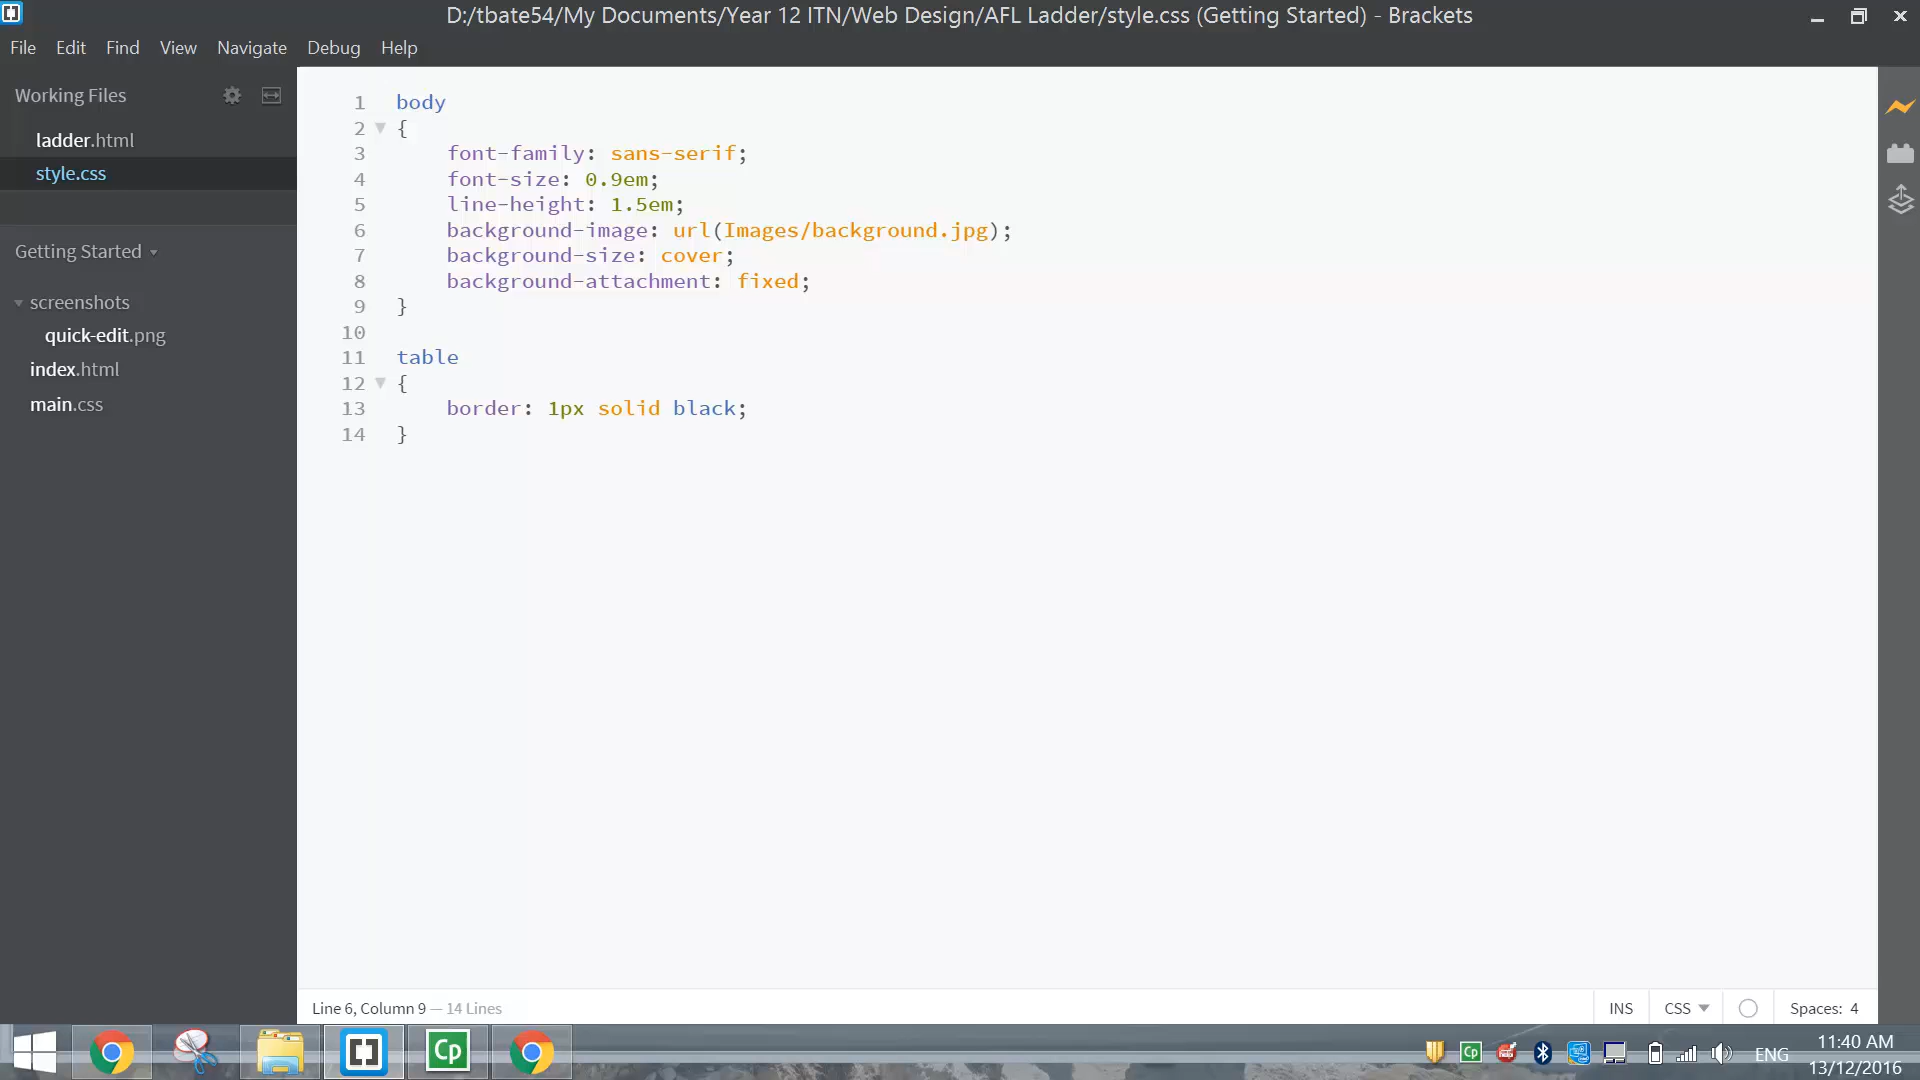 D:/tbate54/My Documents/Year 12 ITN/Web Design/AFL Ladder/style.css (Getting Started) - Brackets
File Edit Find View Navigate Debug Help
Working Files
ladder.html
style.css
Getting Started
screenshots
quick-edit.png
index.html
main.css
1 body
2 {
3 font-family: sans-serif;
4 font-size: 0.9em;
5 line-height: 1.5em;
6 background-image: url(Images/background.jpg);
7 background-size: cover;
8 background-attachment: fixed;
9 }
10
11 table
12 {
13 border: 1px solid black;
14 }
Line 6, Column 9 — 14 Lines
INS CSS Spaces: 4
Cp
Cp
ENG
11:40 AM
13/12/2016